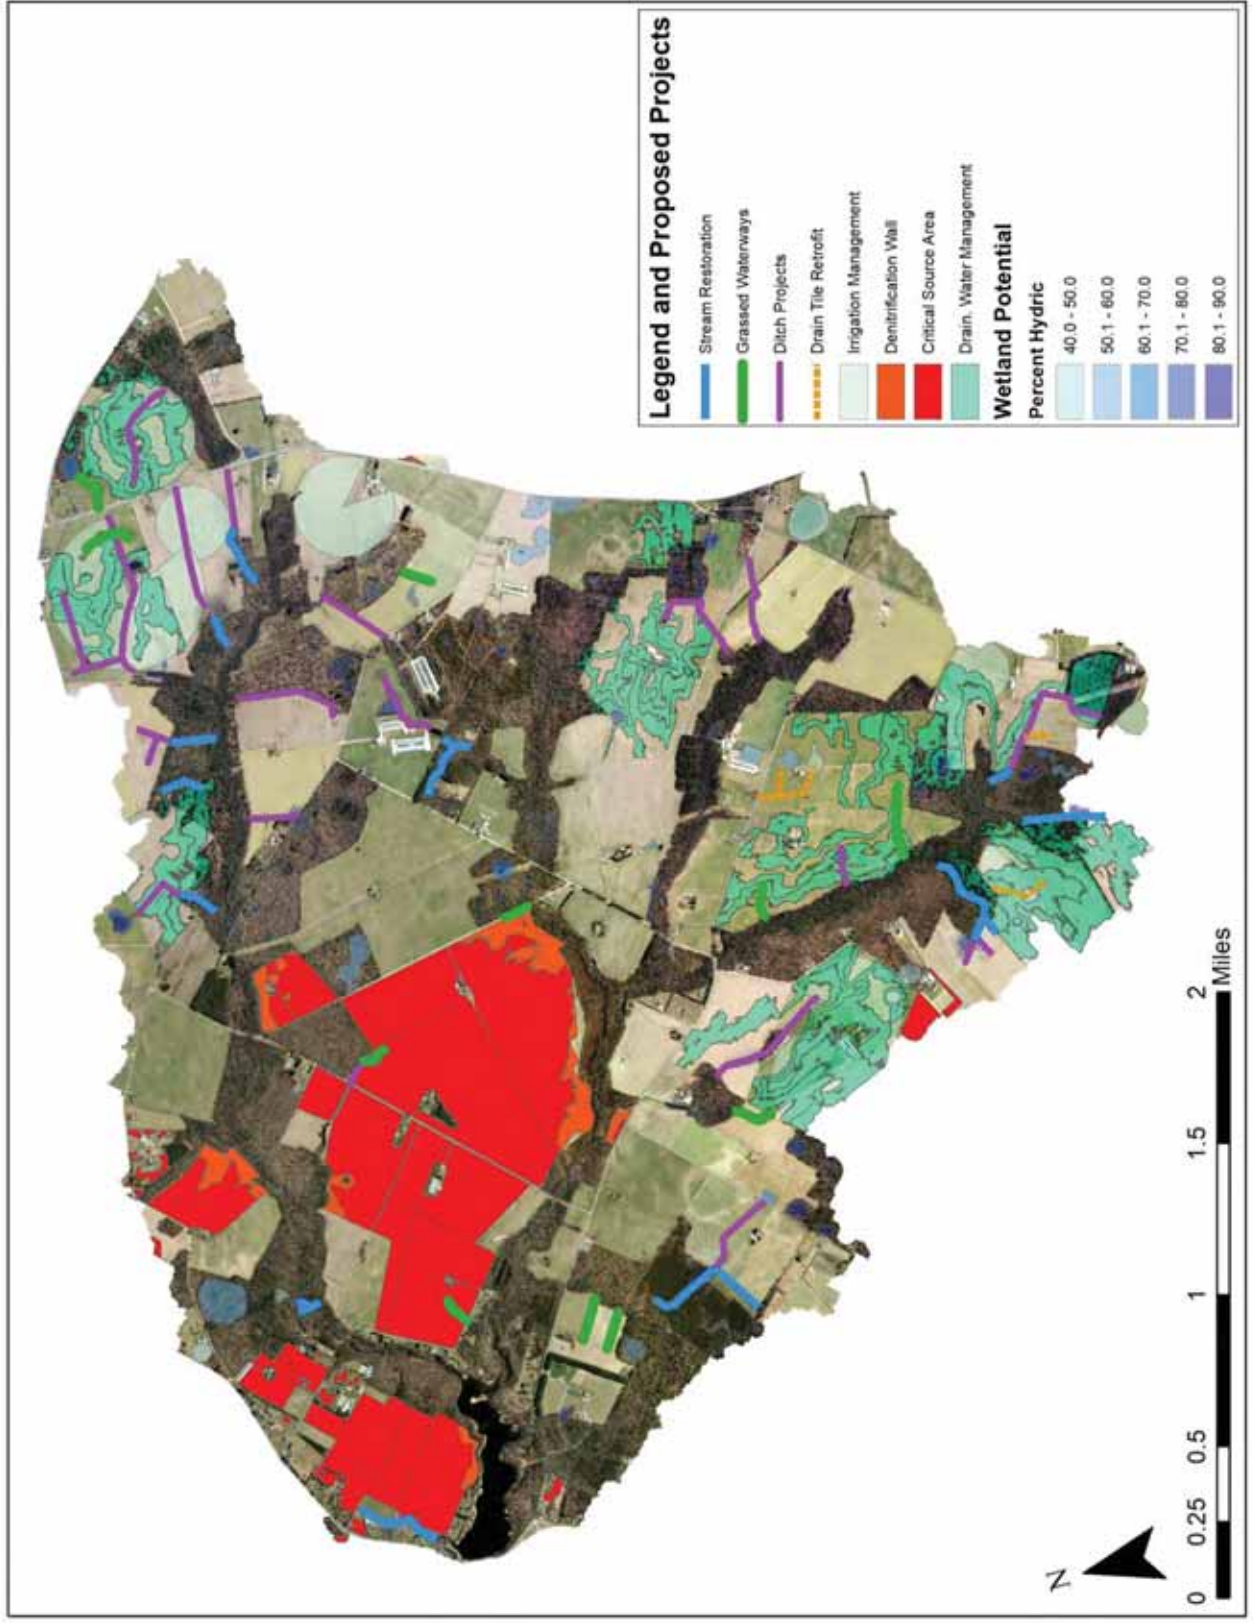 Legend and Proposed Projects
Stream Restoration
Grassed Waterways
Ditch Projects
Drain Tile Retrofit
Irrigation Management
Denitrification Wall
Critical Source Area
Drain. Water Management
Wetland Potential
Percent Hydric
40.0 - 50.0
50.1 - 60.0
60.1 - 70.0
70.1 - 80.0
80.1 - 90.0
N
0 0.25 0.5 1 1.5 2
Miles